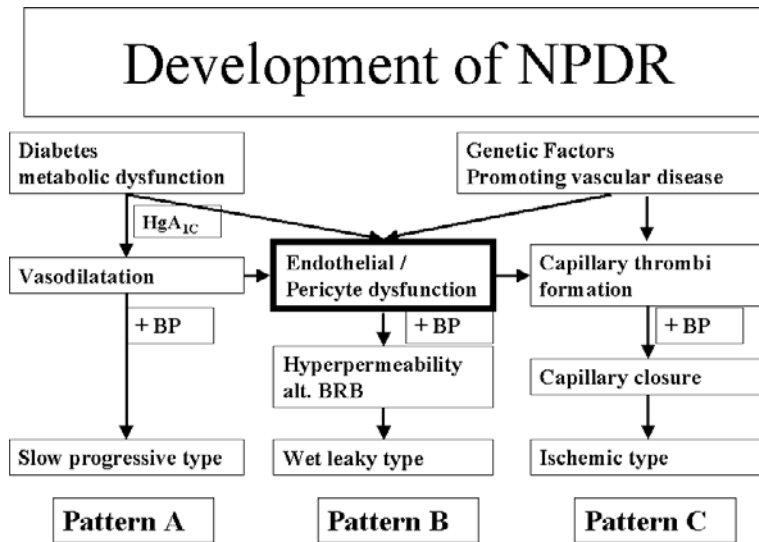 Development of NPDR
Diabetes
metabolic dysfunction
Genetic Factors
Promoting vascular disease
HgA1C
Vasodilatation
Endothelial /
Pericyte dysfunction
Capillary thrombi
formation
+ BP
+ BP
+ BP
Hyperpermeability
alt. BRB
Capillary closure
Slow progressive type
Wet leaky type
Ischemic type
Pattern A
Pattern B
Pattern C